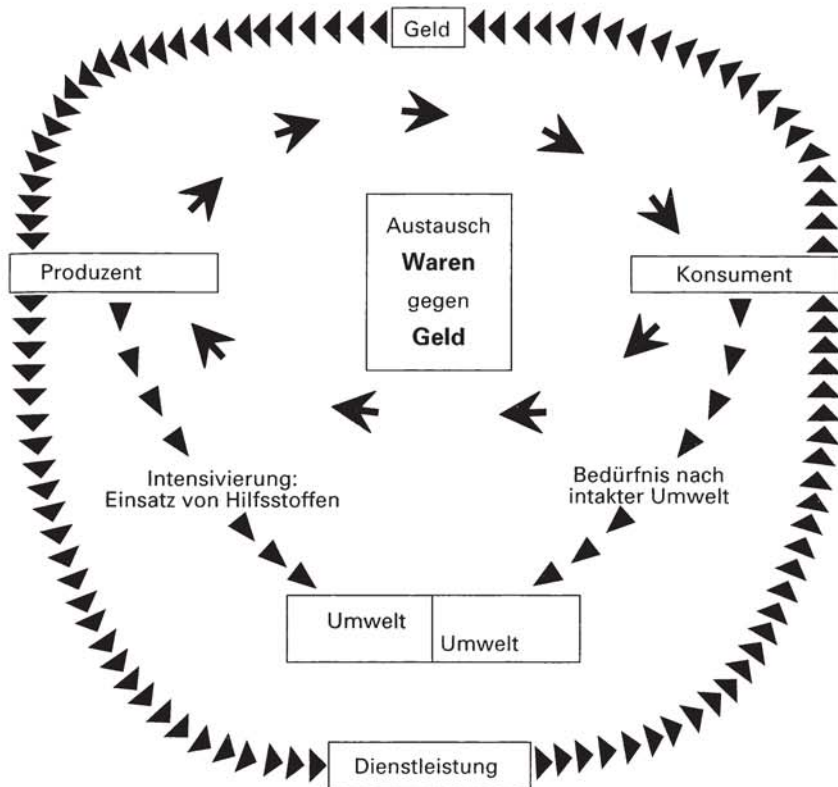 Geld
Austausch
Waren
gegen
Geld
Produzent
Konsument
Intensivierung:
Einsatz von Hilfsstoffen
Bedürfnis nach
intakter Umwelt
Umwelt
Umwelt
Dienstleistung